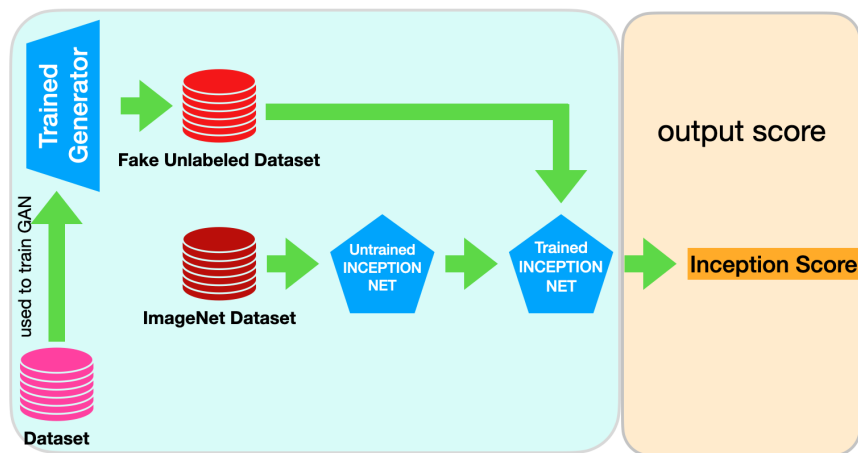 Trained
Generator
Fake Unlabeled Dataset
output score
used to train GAN
Untrained
INCEPTION
NET
Trained
INCEPTION
NET
Inception Score
ImageNet Dataset
Dataset